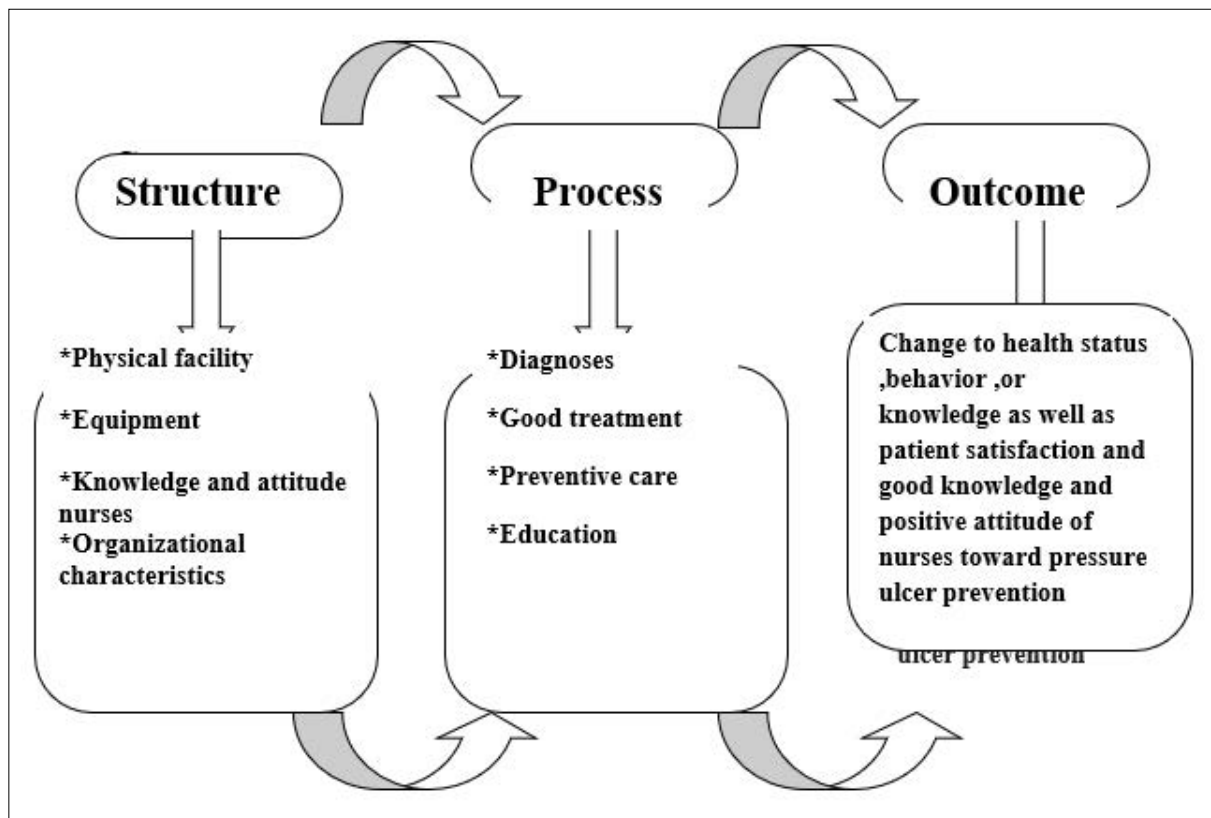 Structure
Process
Outcome
*Physical facility
*Equipment
*Knowledge and attitude
nurses
*Organizational
characteristics
*Diagnoses
*Good treatment
*Preventive care
*Education
Change to health status
,behavior ,or
knowledge as well as
patient satisfaction and
good knowledge and
positive attitude of
nurses toward pressure
ulcer prevention
ulcer prevention